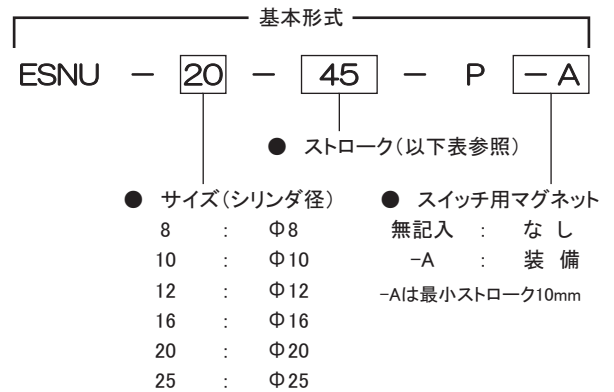 基本形式
ESNU － 20 － 45 － P －A
● ストローク(以下表参照)
● サイズ(シリンダ径)
8 : Φ8
10 : Φ10
12 : Φ12
16 : Φ16
20 : Φ20
25 : Φ25
● スイッチ用マグネット
無記入 : な し
-A : 装 備
-Aは最小ストローク10mm